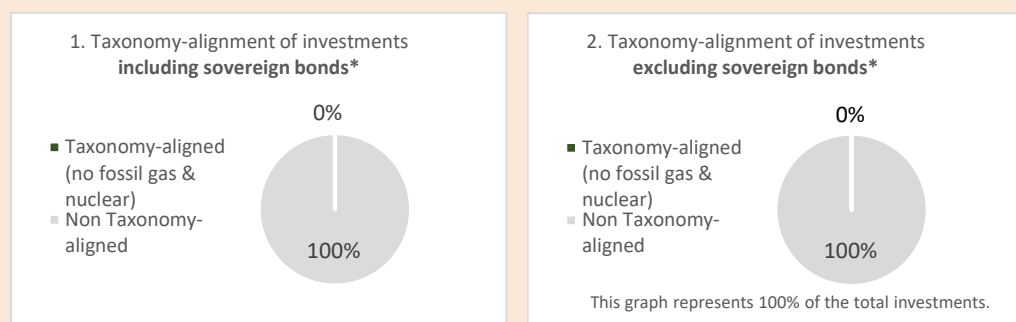 1. Taxonomy-alignment of investments
including sovereign bonds*
0%
Taxonomy-aligned
(no fossil gas &
nuclear)
Non Taxonomy-
aligned
100%
2. Taxonomy-alignment of investments
excluding sovereign bonds*
0%
Taxonomy-aligned
(no fossil gas &
nuclear)
Non Taxonomy-
aligned
100%
This graph represents 100% of the total investments.